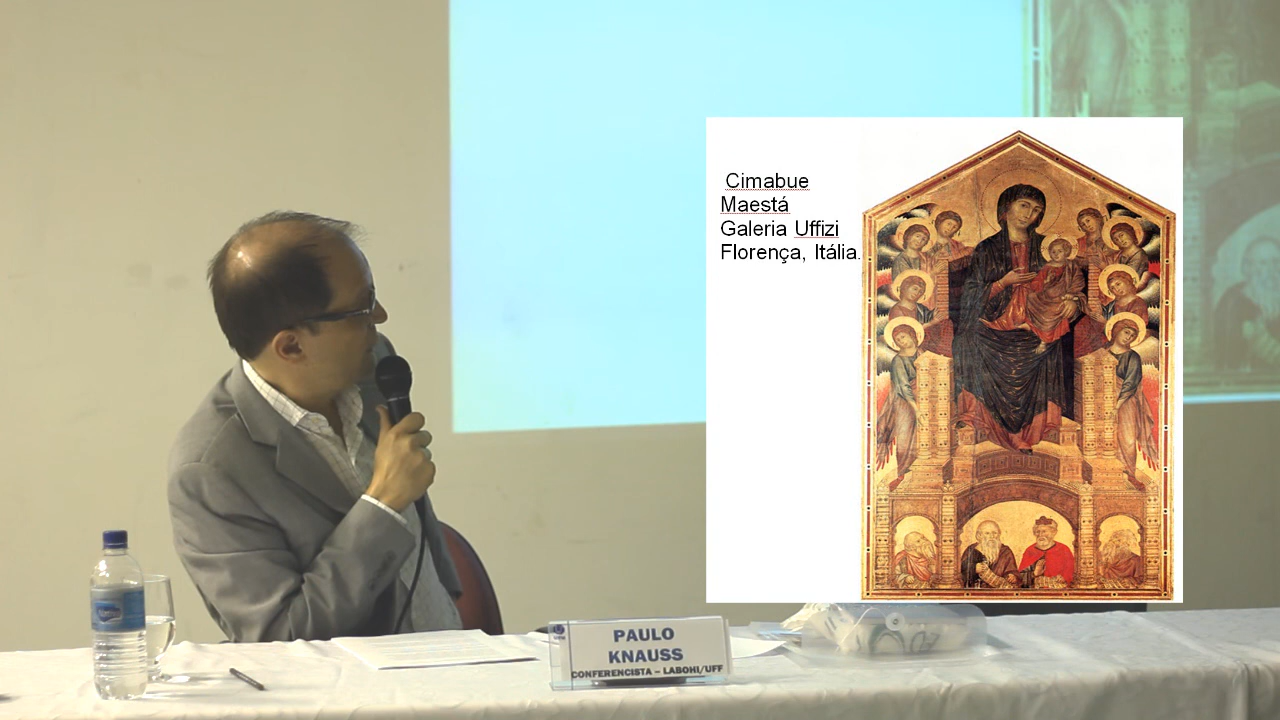 Cimabue
Maestá
Galeria Uffizi
Florença, Itália.
PAULO
KNAUSS
CONFERENCISTA – LABOHI/UFF